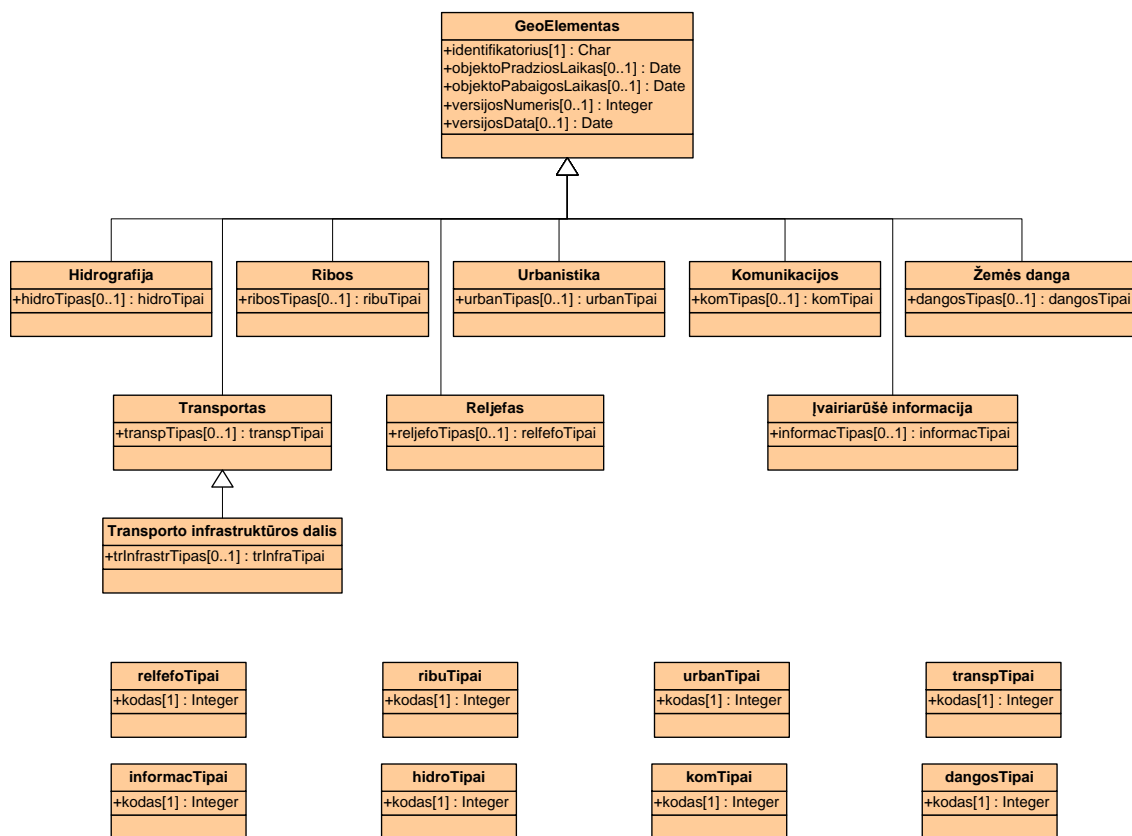 GeoElementas
+identifikatorius[1] : Char
+objektoPradziosLaikas[0..1] : Date
+objektoPabaigosLaikas[0..1] : Date
+versijosNumeris[0..1] : Integer
+versijosData[0..1] : Date
Hidrografija
+hidroTipas[0..1] : hidroTipai
Ribos
+ribosTipas[0..1] : ribuTipai
Urbanistika
+urbanTipas[0..1] : urbanTipai
Komunikacijos
+komTipas[0..1] : komTipai
Žemės danga
+dangosTipas[0..1] : dangosTipai
Transportas
+transpTipas[0..1] : transpTipai
Reljefas
+reljefoTipas[0..1] : relfefoTipai
Įvairiarūšė informacija
+informacTipas[0..1] : informacTipai
Transporto infrastruktūros dalis
+trInfrastrTipas[0..1] : trInfraTipai
relfefoTipai
+kodas[1] : Integer
ribuTipai
+kodas[1] : Integer
urbanTipai
+kodas[1] : Integer
transpTipai
+kodas[1] : Integer
informacTipai
+kodas[1] : Integer
hidroTipai
+kodas[1] : Integer
komTipai
+kodas[1] : Integer
dangosTipai
+kodas[1] : Integer